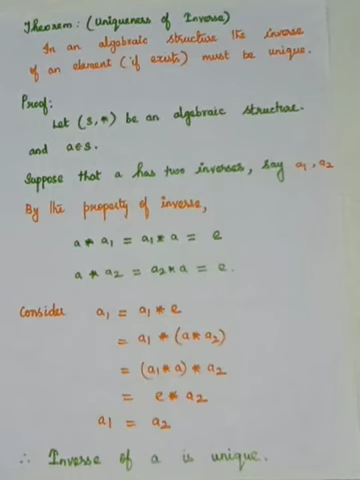 Theorem: (Uniqueness of Inverse)
In an algebraic structure the inverse
of an element (if exists) must be unique.
Proof:
Let (S, *) be an algebraic structure.
and a∈S.
Suppose that a has two inverses, say a₁, a₂
By the property of inverse,
a * a₁ = a₁ * a = e
a * a₂ = a₂ * a = e.
Consider a₁ = a₁ * e
= a₁ * (a * a₂)
= (a₁ * a) * a₂
= e * a₂
a₁ = a₂
∴ Inverse of a is unique.